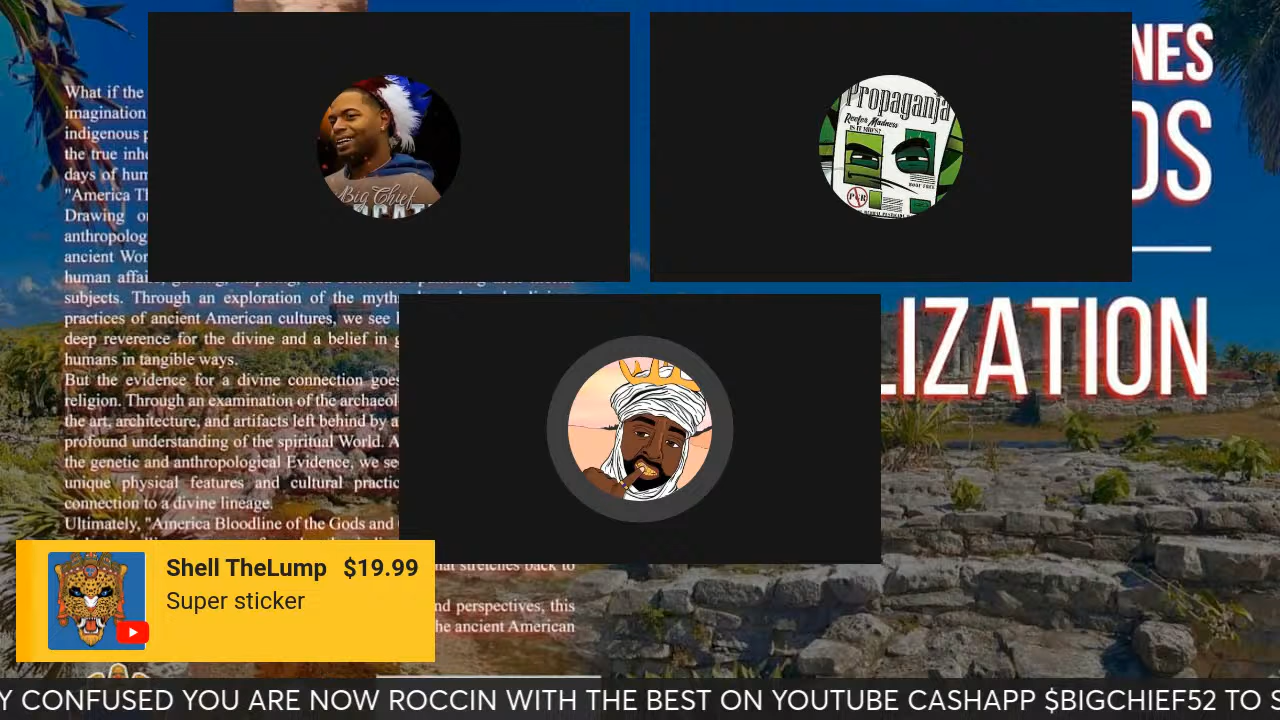 What if the
imagination
indigenous p
the true inh
days of hum
"America Th
Drawing or
anthropolog
ancient Wor
human affai
subjects. Through an exploration of the myth
practices of ancient American cultures, we see
deep reverence for the divine and a belief in g
humans in tangible ways.
But the evidence for a divine connection goes
religion. Through an examination of the archaeol
the art, architecture, and artifacts left behind by a
profound understanding of the spiritual World. A
the genetic and anthropological Evidence, we se
unique physical features and cultural practic
connection to a divine lineage.
Ultimately, "America Bloodline of the Gods and
hat stretches back to
nd perspectives, this
he ancient American
Big Chief
Propaganja
Reefer Madness
NES
DS
LIZATION
Shell TheLump $19.99
Super sticker
Y CONFUSED YOU ARE NOW ROCCIN WITH THE BEST ON YOUTUBE CASHAPP $BIGCHIEF52 TO S